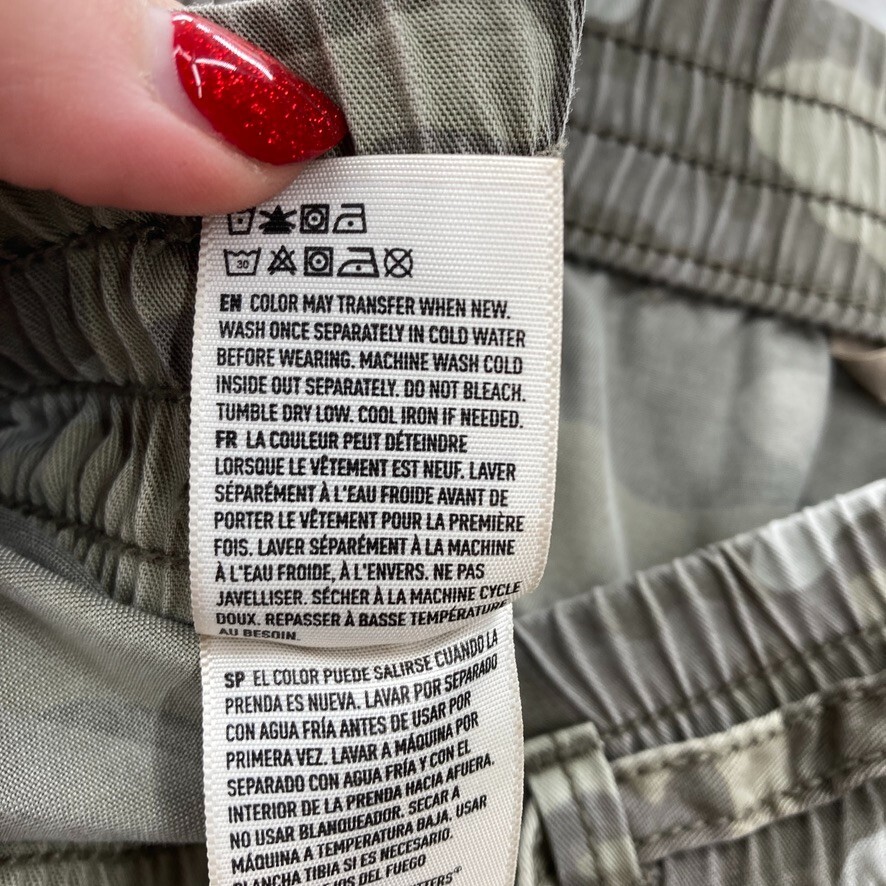 30
EN COLOR MAY TRANSFER WHEN NEW.
WASH ONCE SEPARATELY IN COLD WATER
BEFORE WEARING. MACHINE WASH COLD
INSIDE OUT SEPARATELY. DO NOT BLEACH.
TUMBLE DRY LOW. COOL IRON IF NEEDED.
FR LA COULEUR PEUT DÉTEINDRE
LORSQUE LE VÊTEMENT EST NEUF. LAVER
SÉPARÉMENT À L'EAU FROIDE AVANT DE
PORTER LE VÊTEMENT POUR LA PREMIÈRE
FOIS. LAVER SÉPARÉMENT À LA MACHINE
À L'EAU FROIDE, À L'ENVERS. NE PAS
JAVELLISER. SÉCHER À LA MACHINE CYCLE
DOUX. REPASSER À BASSE TEMPÉRATURE
AU BESOIN.
SP EL COLOR PUEDE SALIRSE CUANDO LA
PRENDA ES NUEVA. LAVAR POR SEPARADO
CON AGUA FRÍA ANTES DE USAR POR
PRIMERA VEZ. LAVAR A MÁQUINA POR
SEPARADO CON AGUA FRÍA Y CON EL
INTERIOR DE LA PRENDA HACIA AFUERA.
NO USAR BLANQUEADOR. SECAR A
MÁQUINA A TEMPERATURA BAJA. USAR
PLANCHA TIBIA SI ES NECESARIO.
DEL FUEGO